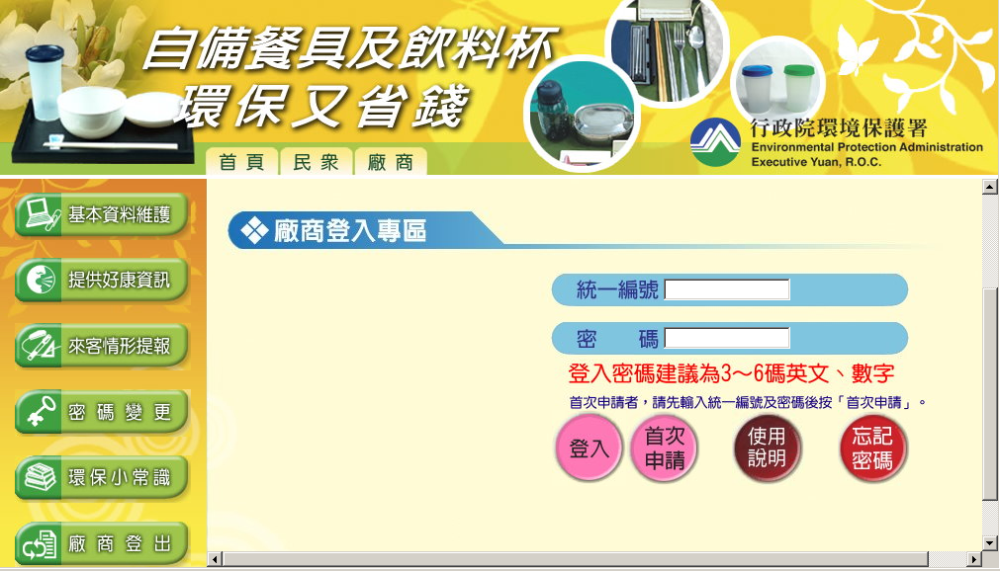 自備餐具及飲料杯
環保又省錢
行政院環境保護署
Environmental Protection Administration
Executive Yuan, R.O.C.
首頁
民眾
廠商
基本資料維護
提供好康資訊
來客情形提報
密碼變更
環保小常識
廠商登出
廠商登入專區
統一編號
密碼
登入密碼建議為3～6碼英文、數字
首次申請者，請先輸入統一編號及密碼後按「首次申請」。
登入
首次
申請
使用
說明
忘記
密碼